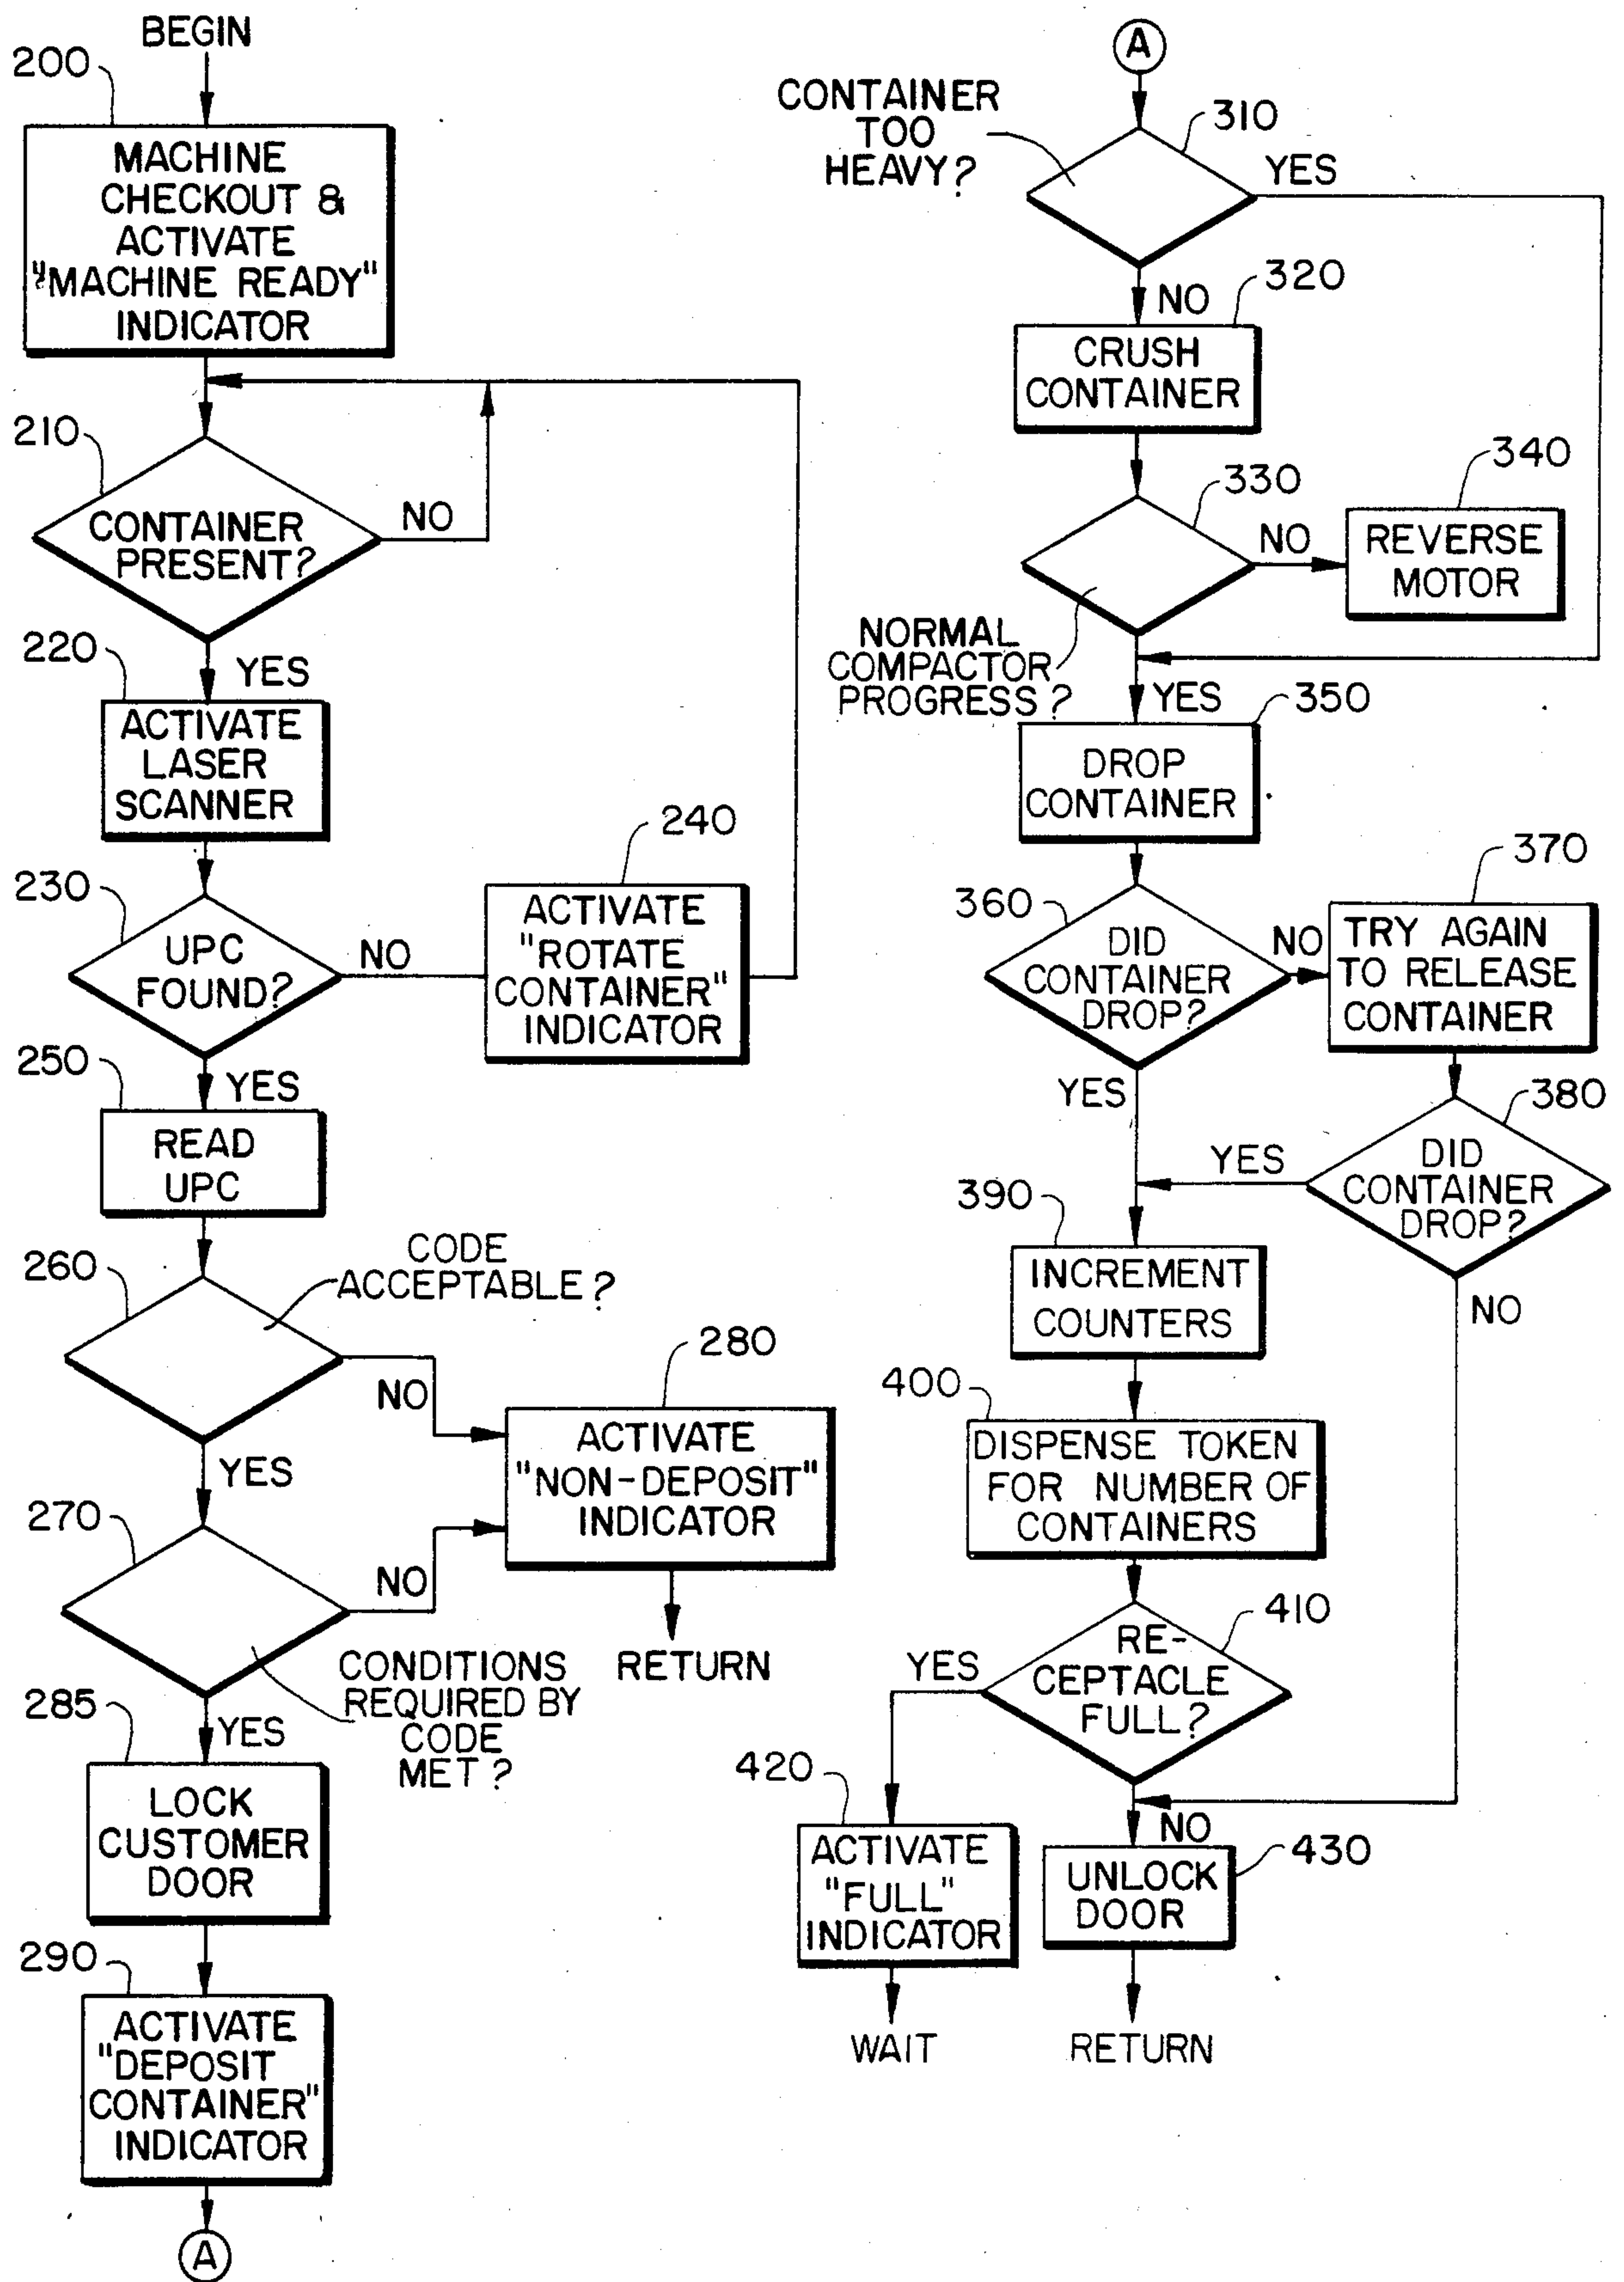 BEGIN
200
MACHINE
CHECKOUT &
ACTIVATE
"MACHINE READY"
INDICATOR
210
CONTAINER
PRESENT?
NO
YES
220
ACTIVATE
LASER
SCANNER
230
UPC
FOUND?
NO
240
ACTIVATE
"ROTATE
CONTAINER"
INDICATOR
YES
250
READ
UPC
260
CODE
ACCEPTABLE?
NO
YES
280
ACTIVATE
"NON-DEPOSIT"
INDICATOR
RETURN
270
NO
CONDITIONS
REQUIRED BY
CODE
MET?
YES
285
LOCK
CUSTOMER
DOOR
290
ACTIVATE
"DEPOSIT
CONTAINER"
INDICATOR
A
A
CONTAINER
TOO
HEAVY?
310
YES
NO
320
CRUSH
CONTAINER
330
NO
340
REVERSE
MOTOR
NORMAL
COMPACTOR
PROGRESS?
YES
350
DROP
CONTAINER
360
DID
CONTAINER
DROP?
NO
370
TRY AGAIN
TO RELEASE
CONTAINER
YES
380
DID
CONTAINER
DROP?
YES
NO
390
INCREMENT
COUNTERS
400
DISPENSE TOKEN
FOR NUMBER OF
CONTAINERS
410
RE-
CEPTACLE
FULL?
YES
NO
420
ACTIVATE
"FULL"
INDICATOR
WAIT
430
UNLOCK
DOOR
RETURN